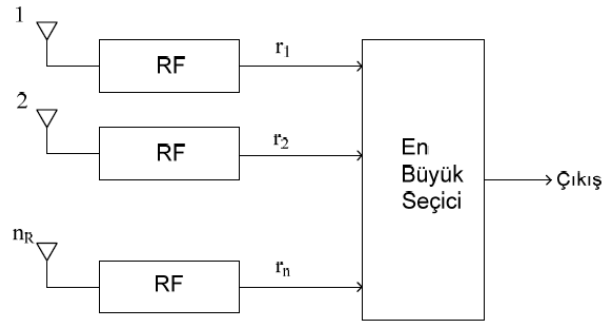 1
RF
r1
2
RF
r2
En
Büyük
Seçici
Çıkış
nR
RF
rn